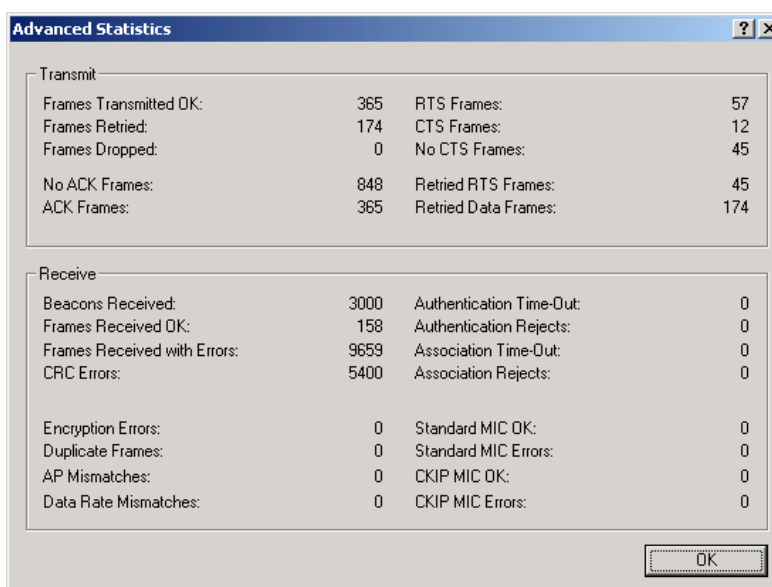 Advanced Statistics
Transmit
Frames Transmitted OK: 365 RTS Frames: 57
Frames Retried: 174 CTS Frames: 12
Frames Dropped: 0 No CTS Frames: 45
No ACK Frames: 848 Retried RTS Frames: 45
ACK Frames: 365 Retried Data Frames: 174
Receive
Beacons Received: 3000 Authentication Time-Out: 0
Frames Received OK: 158 Authentication Rejects: 0
Frames Received with Errors: 9659 Association Time-Out: 0
CRC Errors: 5400 Association Rejects: 0
Encryption Errors: 0 Standard MIC OK: 0
Duplicate Frames: 0 Standard MIC Errors: 0
AP Mismatches: 0 CKIP MIC OK: 0
Data Rate Mismatches: 0 CKIP MIC Errors: 0
OK